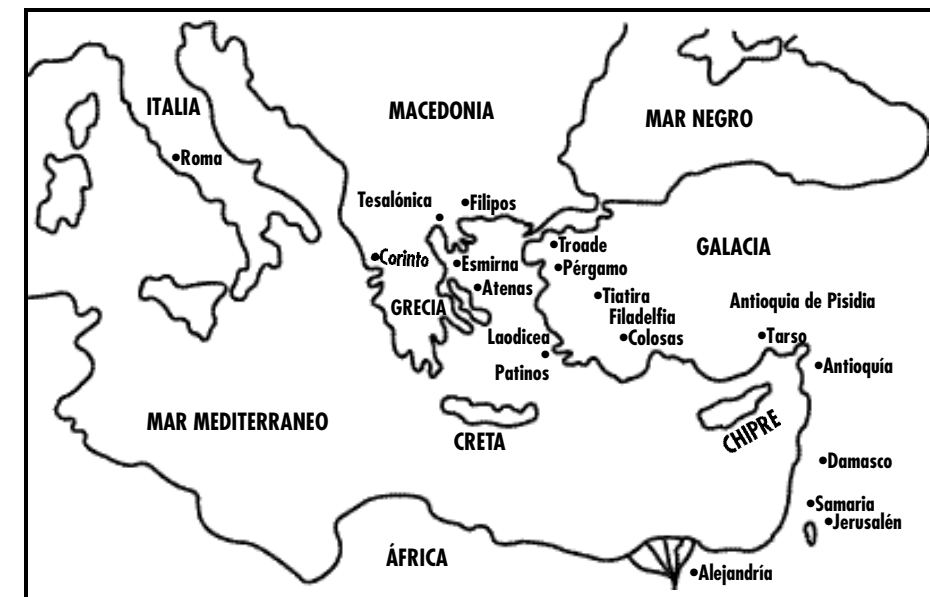 ITALIA
MACEDONIA
MAR NEGRO
•Roma
Tesalónica
•Filipos
•Corinto
•Esmirna
•Troade
GALACIA
•Pérgamo
•Atenas
GRECIA
•Tiatira
Filadelfia
Antioquia de Pisidia
Laodicea
•Colosas
•Tarso
Patinos
•Antioquía
MAR MEDITERRANEO
CRETA
CHIPRE
•Damasco
•Samaria
•Jerusalén
ÁFRICA
•Alejandría